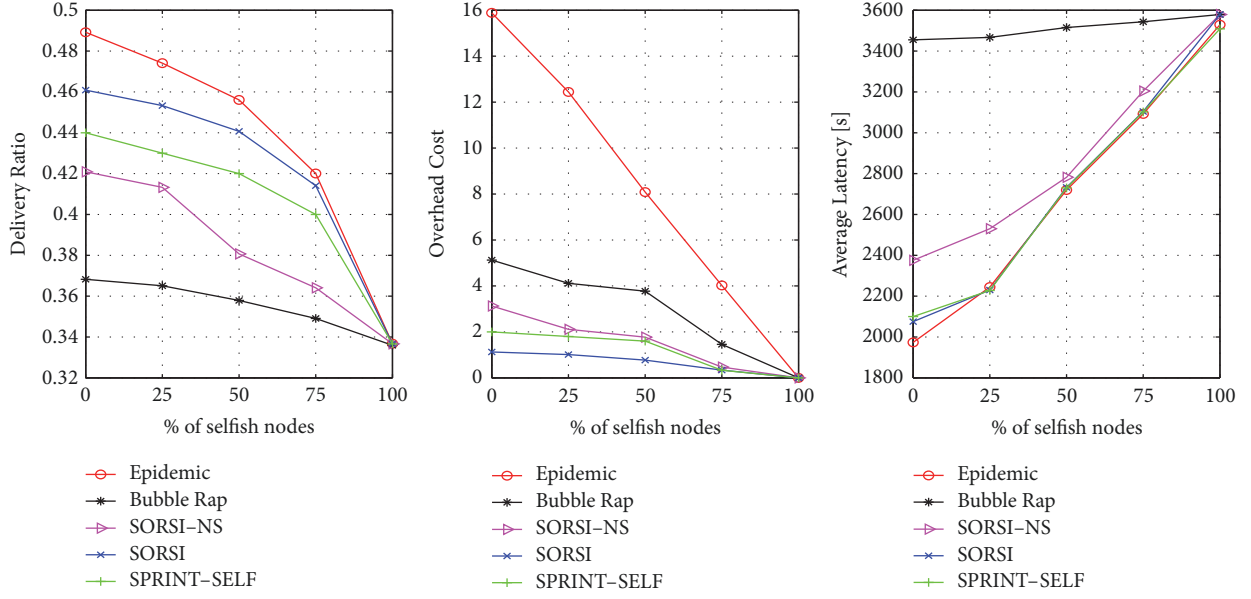 0.5
0.48
0.46
0.44
0.42
0.4
0.38
0.36
0.34
0.32
Delivery Ratio
0 25 50 75 100
% of selfish nodes
Epidemic
Bubble Rap
SORSI–NS
SORSI
SPRINT–SELF
16
14
12
10
8
6
4
2
0
Overhead Cost
0 25 50 75 100
% of selfish nodes
Epidemic
Bubble Rap
SORSI–NS
SORSI
SPRINT–SELF
3600
3400
3200
3000
2800
2600
2400
2200
2000
1800
Average Latency [s]
0 25 50 75 100
% of selfish nodes
Epidemic
Bubble Rap
SORSI–NS
SORSI
SPRINT–SELF